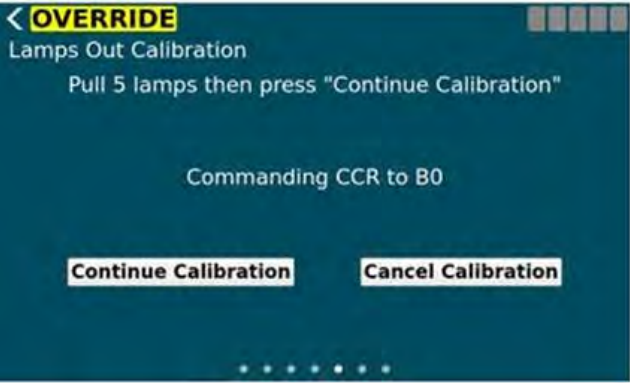 OVERRIDE
Lamps Out Calibration
Pull 5 lamps then press "Continue Calibration"
Commanding CCR to B0
Continue Calibration
Cancel Calibration